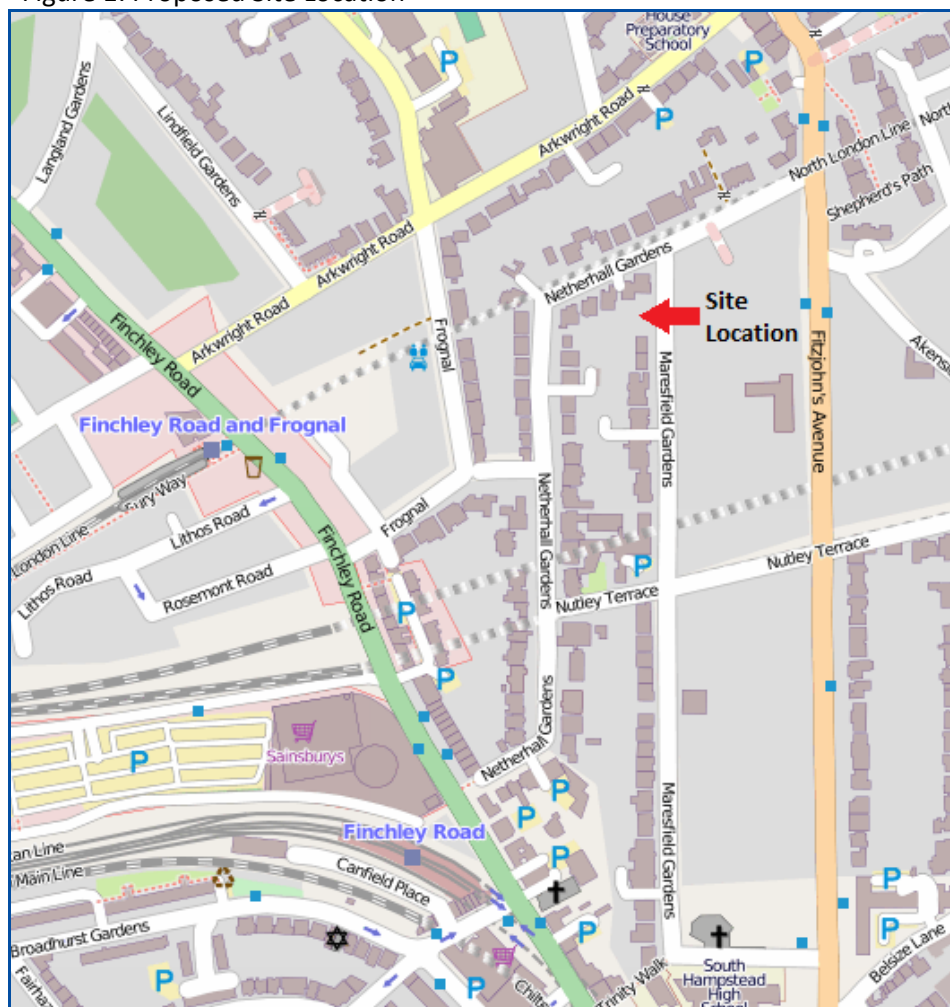 Figure 1: Proposed Site Location
House
Preparatory
School
P
P
P
Langland Gardens
Lindfield Gardens
Arkwright Road
North London Line
North
Shepherd's Path
Arkwright Road
Netherhall Gardens
Site
Location
Finchley Road
Arkwright Road
Frognal
Fitzjohn's Avenue
Maresfield Gardens
Finchley Road and Frognal
London Line
Lithos Road
Frognal
Netherhall Gardens
Finchley Road
Lithos Road
Rosemont Road
P
Nutley Terrace
Nutley Terrace
P
P
Sainsburys
P
Netherhall
Gardens
P
P
P
Finchley Road
Maresfield Gardens
Main Line
Canfield Place
Broadhurst Gardens
P
P
P
P
P
Belsize Lane
South
Hampstead
High
School
Trinity Walk